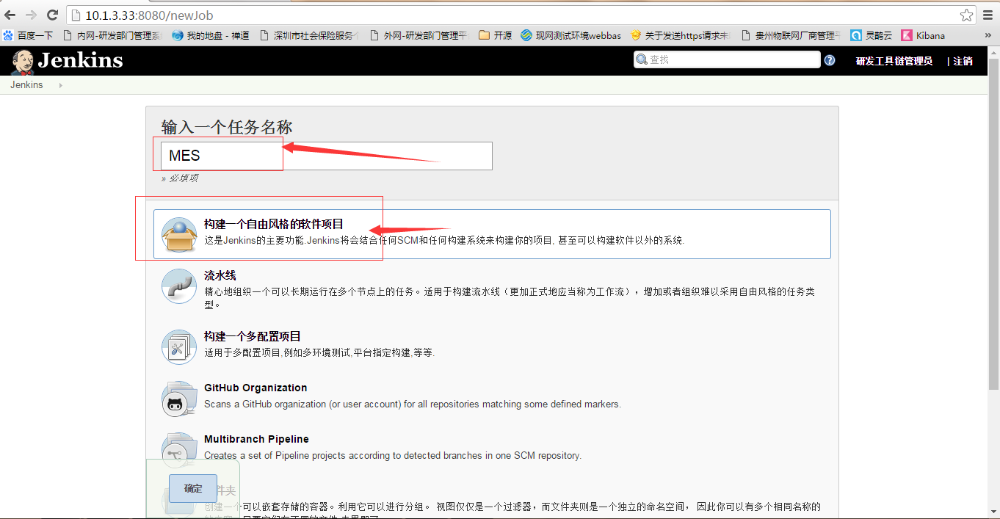 10.1.3.33:8080/newJob
百度一下 内网-研发部门管理系 我的地盘 - 禅道 深圳市社会保险服务 外网-研发部门管理平 开源 现网测试环境webbas 关于发送https请求未 贵州物联网厂商管理平 灵鹊云 Kibana »
Jenkins 查找 研发工具链管理员 | 注销
Jenkins
输入一个任务名称
MES
» 必填项
构建一个自由风格的软件项目
这是Jenkins的主要功能.Jenkins将会结合任何SCM和任何构建系统来构建你的项目, 甚至可以构建软件以外的系统.
流水线
精心地组织一个可以长期运行在多个节点上的任务。适用于构建流水线（更加正式地应当称为工作流），增加或者组织难以采用自由风格的任务类
型。
构建一个多配置项目
适用于多配置项目,例如多环境测试,平台指定构建,等等.
GitHub Organization
Scans a GitHub organization (or user account) for all repositories matching some defined markers.
Multibranch Pipeline
Creates a set of Pipeline projects according to detected branches in one SCM repository.
确定 件夹
创建一个可以嵌套存储的容器。利用它可以进行分组。 视图仅仅是一个过滤器，而文件夹则是一个独立的命名空间， 因此你可以有多个相同名称的